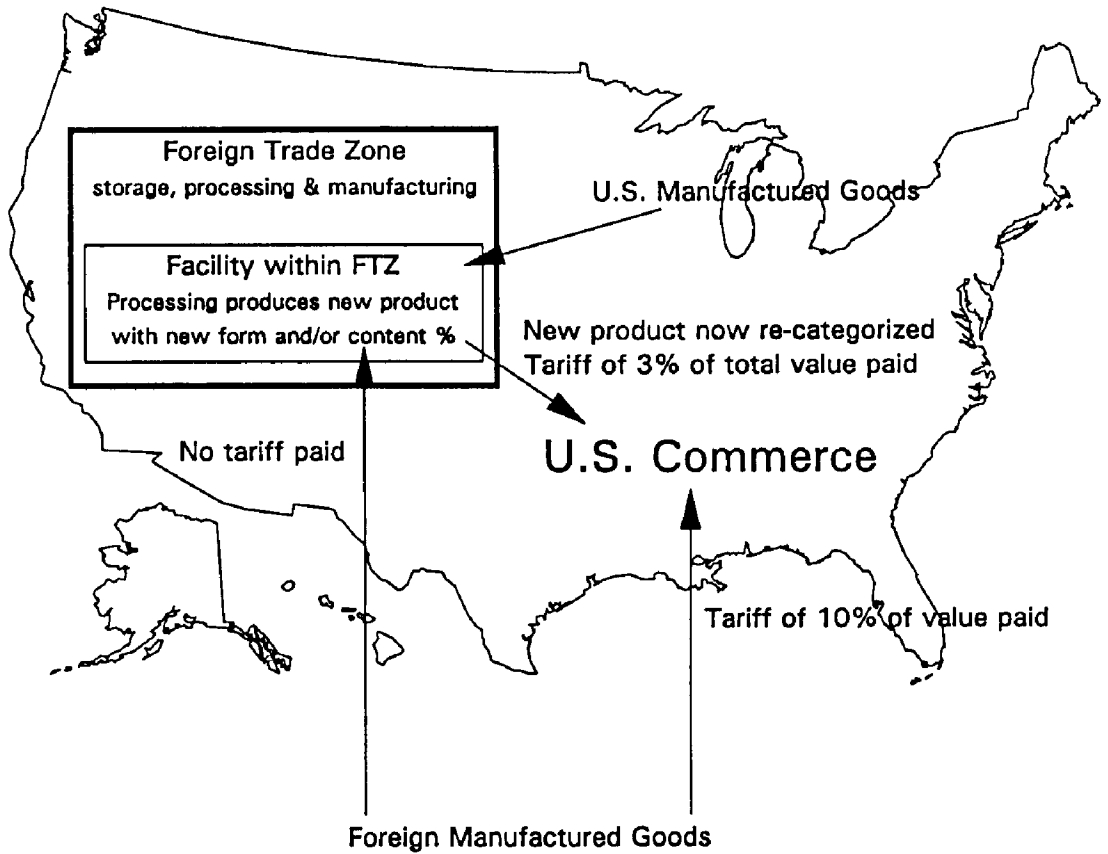 Foreign Trade Zone
storage, processing & manufacturing
U.S. Manufactured Goods
Facility within FTZ
Processing produces new product
with new form and/or content %
New product now re-categorized
Tariff of 3% of total value paid
No tariff paid
U.S. Commerce
Tariff of 10% of value paid
Foreign Manufactured Goods